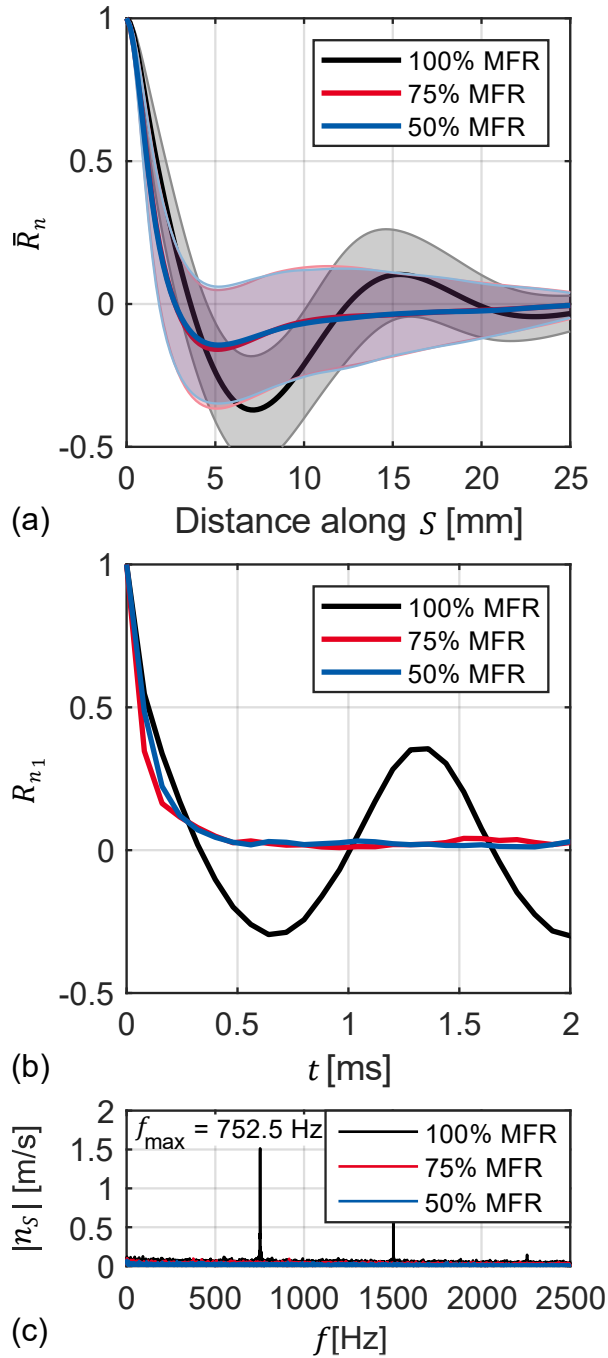 1
100% MFR
75% MFR
50% MFR
0.5
R̄ₙ
0
-0.5
0 5 10 15 20 25
(a) Distance along S [mm]
1
100% MFR
75% MFR
50% MFR
0.5
Rₙ₁
0
-0.5
0 0.5 1 1.5 2
(b) t [ms]
2
f_max = 752.5 Hz
100% MFR
1.5
75% MFR
1
50% MFR
0.5
|n_S| [m/s]
0
0 500 1000 1500 2000 2500
(c) f[Hz]